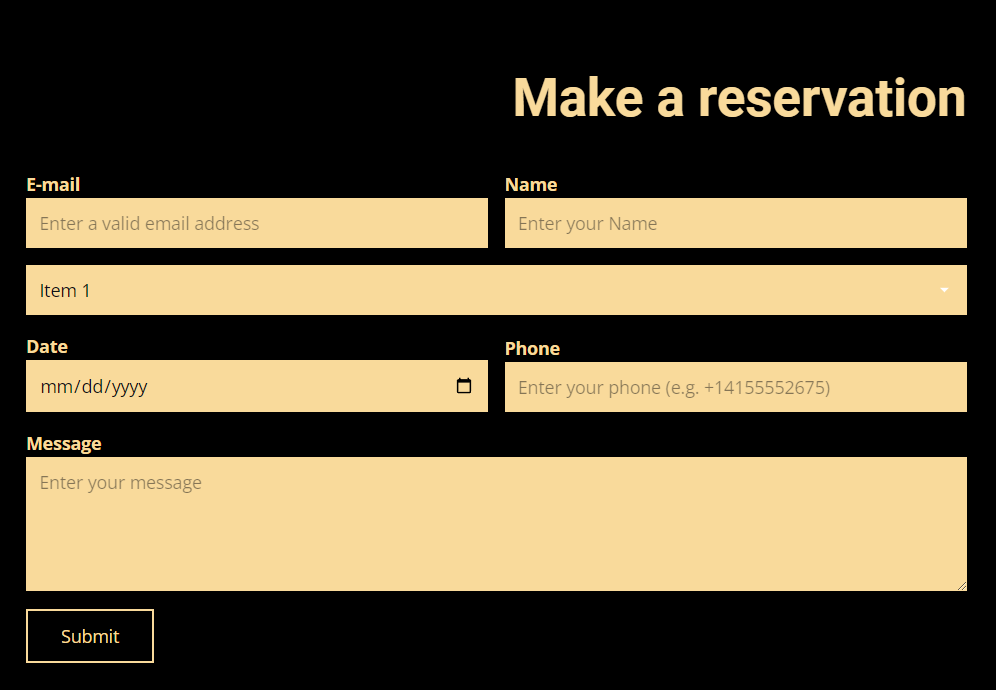 Make a reservation
E-mail
Name
Enter a valid email address
Enter your Name
Item 1
Date
Phone
mm/dd/yyyy
Enter your phone (e.g. +14155552675)
Message
Enter your message
Submit